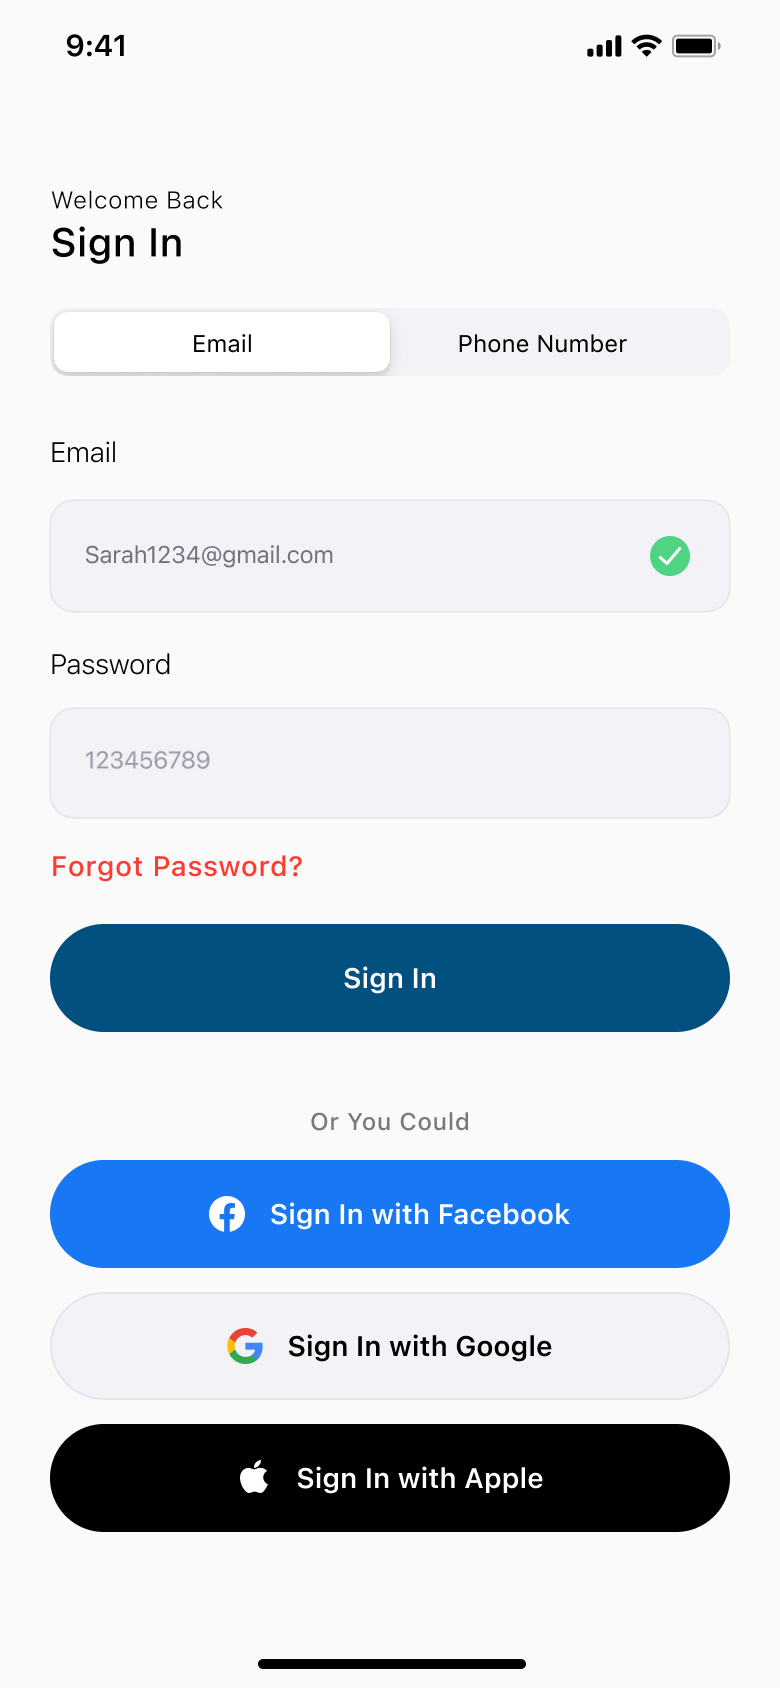 9:41
Welcome Back
Sign In
Email
Phone Number
Email
Sarah1234@gmail.com
Password
123456789
Forgot Password?
Sign In
Or You Could
Sign In with Facebook
Sign In with Google
Sign In with Apple